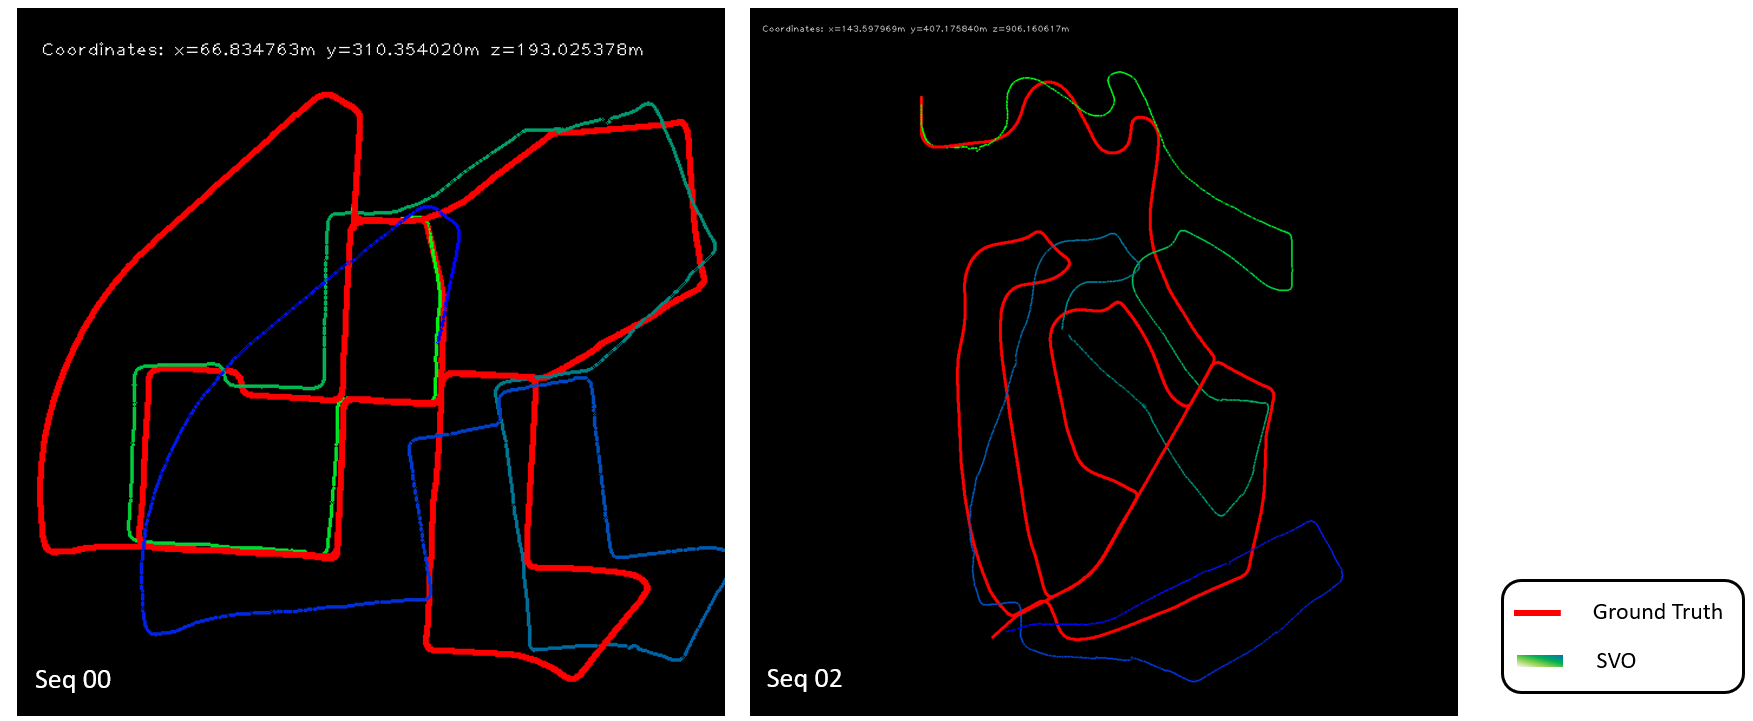 Coordinates: x=66.834763m y=310.354020m z=193.025378m
Seq 00
Coordinates: x=143.597969m y=407.175840m z=906.160617m
Seq 02
Ground Truth
SVO